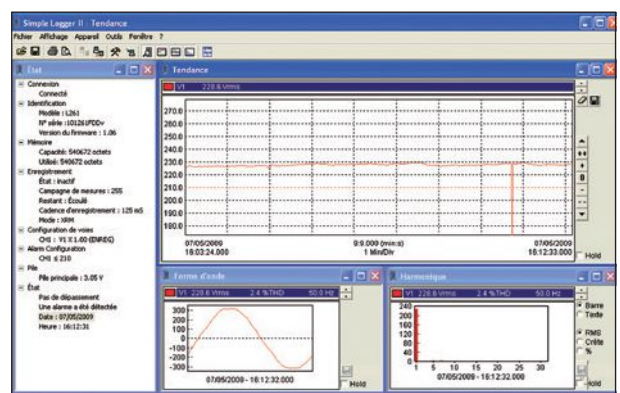 Simple Logger II - Tendance
Fichier Affichage Appareil Outils Fenêtre ?
État
Connexion
Connecté
Identification
Modèle : L261
N° série :101261FDDv
Version du firmware : 1.06
Mémoire
Capacité: 540672 octets
Utilisé: 540672 octets
Enregistrement
État : inactif
Campagne de mesures : 255
Restant : Écoulé
Cadence d'enregistrement : 125 mS
Mode : XRM
Configuration de voies
CH1 : V1 X 1.00 (ENREG)
Alarm Configuration
CH1 ≤ 210
Pile
Pile principale : 3.05 V
État
Pas de dépassement
Une alarme a été détectée
Date : 07/05/2009
Heure : 16:12:31
Tendance
V1 228.6 Vrms
270.0
260.0
250.0
240.0
230.0
220.0
210.0
200.0
190.0
180.0
07/05/2009 9:9.000 (min:s) 07/05/2009
16:03:24.000 1 Min/Div 16:12:33.000
Hold
Forme d'onde
V1 228.6 Vrms 2.4 %THD 50.0 Hz
300
200
100
0
-100
-200
-300
07/05/2009 - 16:12:32.000
Hold
Harmonique
V1 228.6 Vrms 2.4 %THD 50.0 Hz
240
200
160
120
80
40
0
1 5 10 15 20 25 30
07/05/2009 - 16:12:32.000
Barre
Texte
RMS
Crête
%
Hold